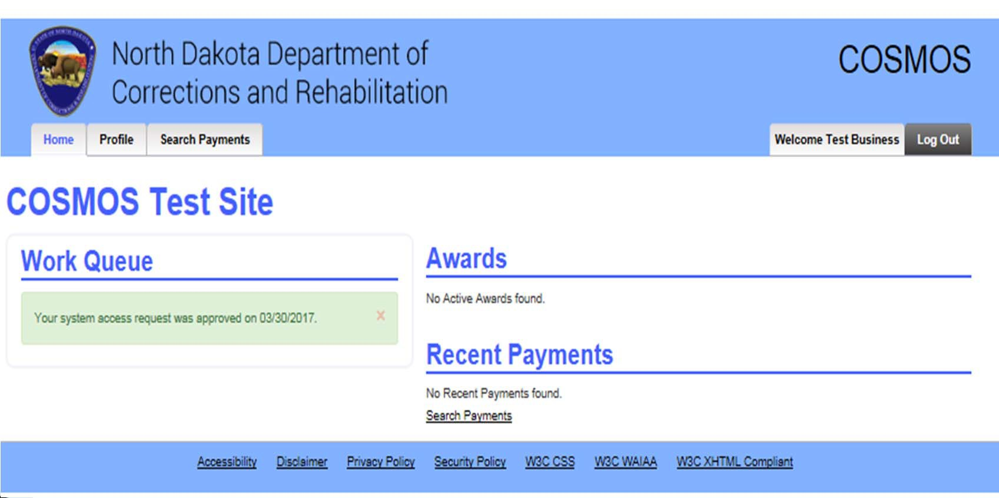 North Dakota Department of
Corrections and Rehabilitation
COSMOS
Home Profile Search Payments Welcome Test Business Log Out
COSMOS Test Site
Work Queue
Your system access request was approved on 03/30/2017. ×
Awards
No Active Awards found.
Recent Payments
No Recent Payments found.
Search Payments
Accessibility Disclaimer Privacy Policy Security Policy W3C CSS W3C WAIAA W3C XHTML Compliant